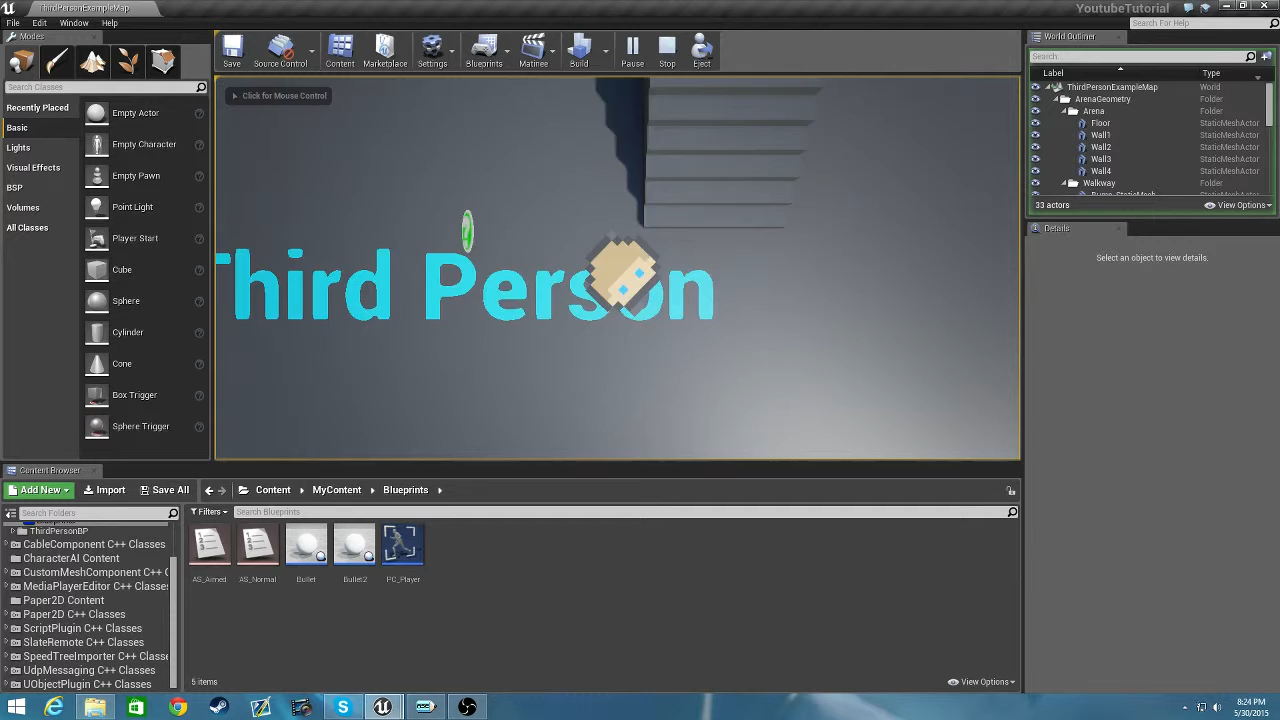 ThirdPersonExampleMap
YoutubeTutorial
File Edit Window Help
Search For Help
Modes
Save
Source Control
Content
Marketplace
Settings
Blueprints
Matinee
Build
Pause
Stop
Eject
World Outliner
Search Classes
Click for Mouse Control
Search
Label Type
Recently Placed
Basic
Lights
Visual Effects
BSP
Volumes
All Classes
Empty Actor
Empty Character
Empty Pawn
Point Light
Player Start
Cube
Sphere
Cylinder
Cone
Box Trigger
Sphere Trigger
Third Person
ThirdPersonExampleMap World
ArenaGeometry Folder
Arena Folder
Floor StaticMeshActor
Wall1 StaticMeshActor
Wall2 StaticMeshActor
Wall3 StaticMeshActor
Wall4 StaticMeshActor
Walkway Folder
33 actors View Options
Details
Select an object to view details.
Content Browser
Add New Import Save All Content MyContent Blueprints
Search Folders
Filters Search Blueprints
ThirdPersonBP
CableComponent C++ Classes
CharacterAI Content
CustomMeshComponent C
MediaPlayerEditor C++ Classes
Paper2D Content
Paper2D C++ Classes
ScriptPlugin C++ Classes
SlateRemote C++ Classes
SpeedTreeImporter C++ Classe
UdpMessaging C++ Classes
UObjectPlugin C++ Classes
AS_Aimed AS_Normal Bullet Bullet2 PC_Player
5 items View Options
8:24 PM
5/30/2015